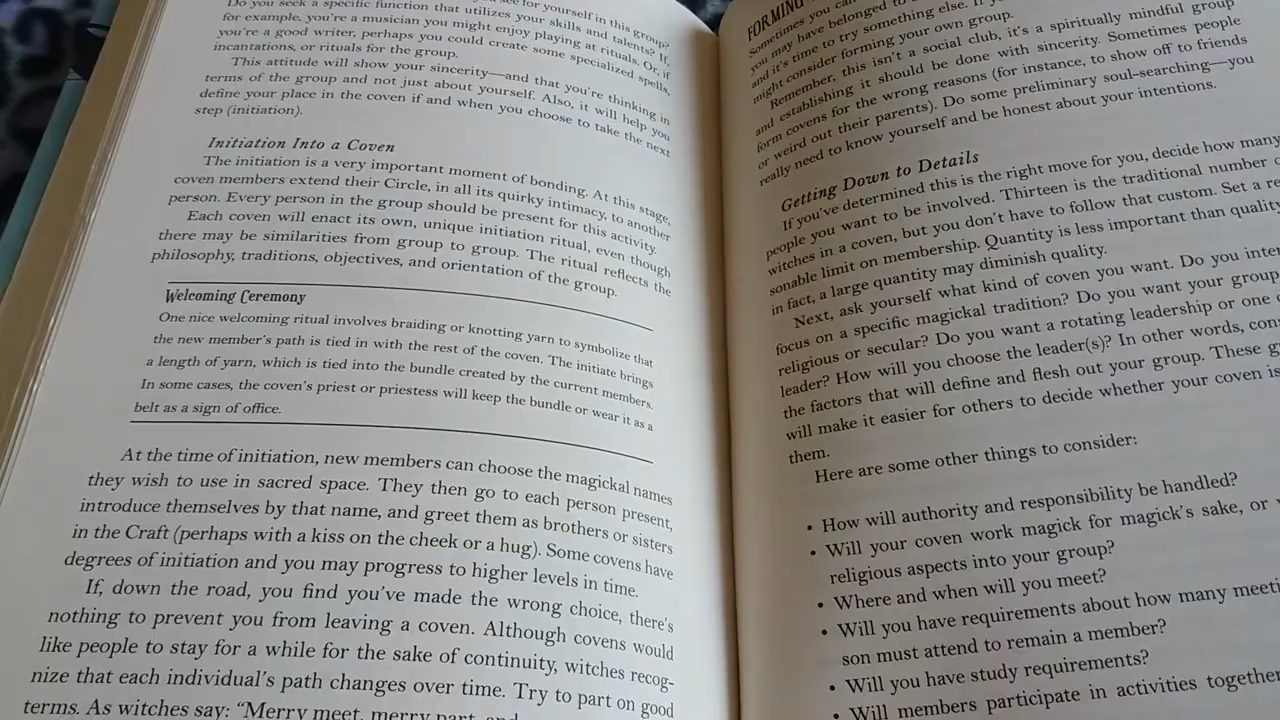 see for yourself in this group?
Do you seek a specific function that utilizes your skills and talents? If,
for example, you're a musician you might enjoy playing at rituals. Or, if
you're a good writer, perhaps you could create some specialized spells,
incantations, or rituals for the group.
This attitude will show your sincerity—and that you're thinking in
terms of the group and not just about yourself. Also, it will help you
define your place in the coven if and when you choose to take the next
step (initiation).
Initiation Into a Coven
The initiation is a very important moment of bonding. At this stage,
coven members extend their Circle, in all its quirky intimacy, to another
person. Every person in the group should be present for this activity.
Each coven will enact its own, unique initiation ritual, even though
there may be similarities from group to group. The ritual reflects the
philosophy, traditions, objectives, and orientation of the group.
Welcoming Ceremony
One nice welcoming ritual involves braiding or knotting yarn to symbolize that
the new member's path is tied in with the rest of the coven. The initiate brings
a length of yarn, which is tied into the bundle created by the current members.
In some cases, the coven's priest or priestess will keep the bundle or wear it as a
belt as a sign of office.
At the time of initiation, new members can choose the magickal names
they wish to use in sacred space. They then go to each person present,
introduce themselves by that name, and greet them as brothers or sisters
in the Craft (perhaps with a kiss on the cheek or a hug). Some covens have
degrees of initiation and you may progress to higher levels in time.
If, down the road, you find you've made the wrong choice, there's
nothing to prevent you from leaving a coven. Although covens would
like people to stay for a while for the sake of continuity, witches recog-
nize that each individual's path changes over time. Try to part on good
terms. As witches say: "Merry meet, merry part, and
FORMING
Sometimes you can
you may have belonged to
and it's time to try something else. If
might consider forming your own group.
Remember, this isn't a social club, it's a spiritually mindful group
and establishing it should be done with sincerity. Sometimes people
form covens for the wrong reasons (for instance, to show off to friends
or weird out their parents). Do some preliminary soul-searching—you
really need to know yourself and be honest about your intentions.
Getting Down to Details
If you've determined this is the right move for you, decide how many
people you want to be involved. Thirteen is the traditional number
witches in a coven, but you don't have to follow that custom. Set a
sonable limit on membership. Quantity is less important than quality
in fact, a large quantity may diminish quality.
Next, ask yourself what kind of coven you want. Do you
focus on a specific magickal tradition? Do you want your group
religious or secular? Do you want a rotating leadership or one
leader? How will you choose the leader(s)? In other words,
the factors that will define and flesh out your group. These
will make it easier for others to decide whether your coven is
them.
Here are some other things to consider:
• How will authority and responsibility be handled?
• Will your coven work magick for magick's sake, or
religious aspects into your group?
• Where and when will you meet?
• Will you have requirements about how many
son must attend to remain a member?
• Will you have study requirements?
• Will members participate in activities together